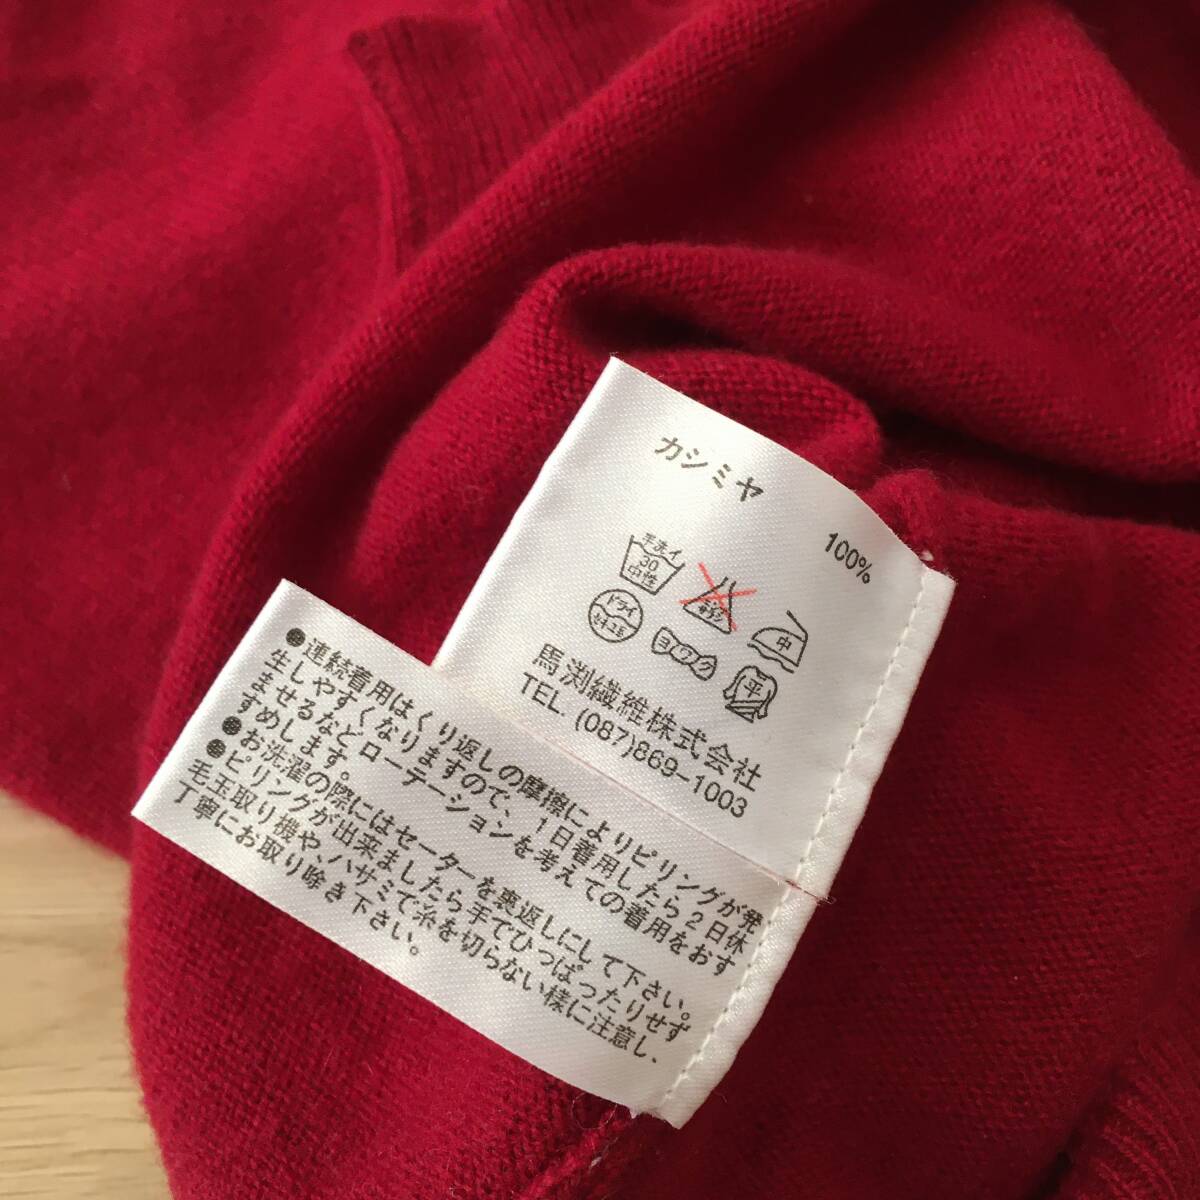 カシミヤ 100%
手洗イ
30
中性
エンソ
サラシ
中
ドライ
セキユ系
ヨワク
平
馬渕繊維株式会社
TEL. (087)869-1003
●連続着用はくり返しの摩擦によりピリングが発
生しやすくなりますので、1日着用したら2日休
ませるなどローテーションを考えての着用をおす
すめします。
●お洗濯の際にはセーターを裏返しにして下さい。
●ピリングが出来ましたら手でひっぱったりせず
毛玉取り機や、ハサミで糸を切らない様に注意し、
丁寧にお取り除き下さい。